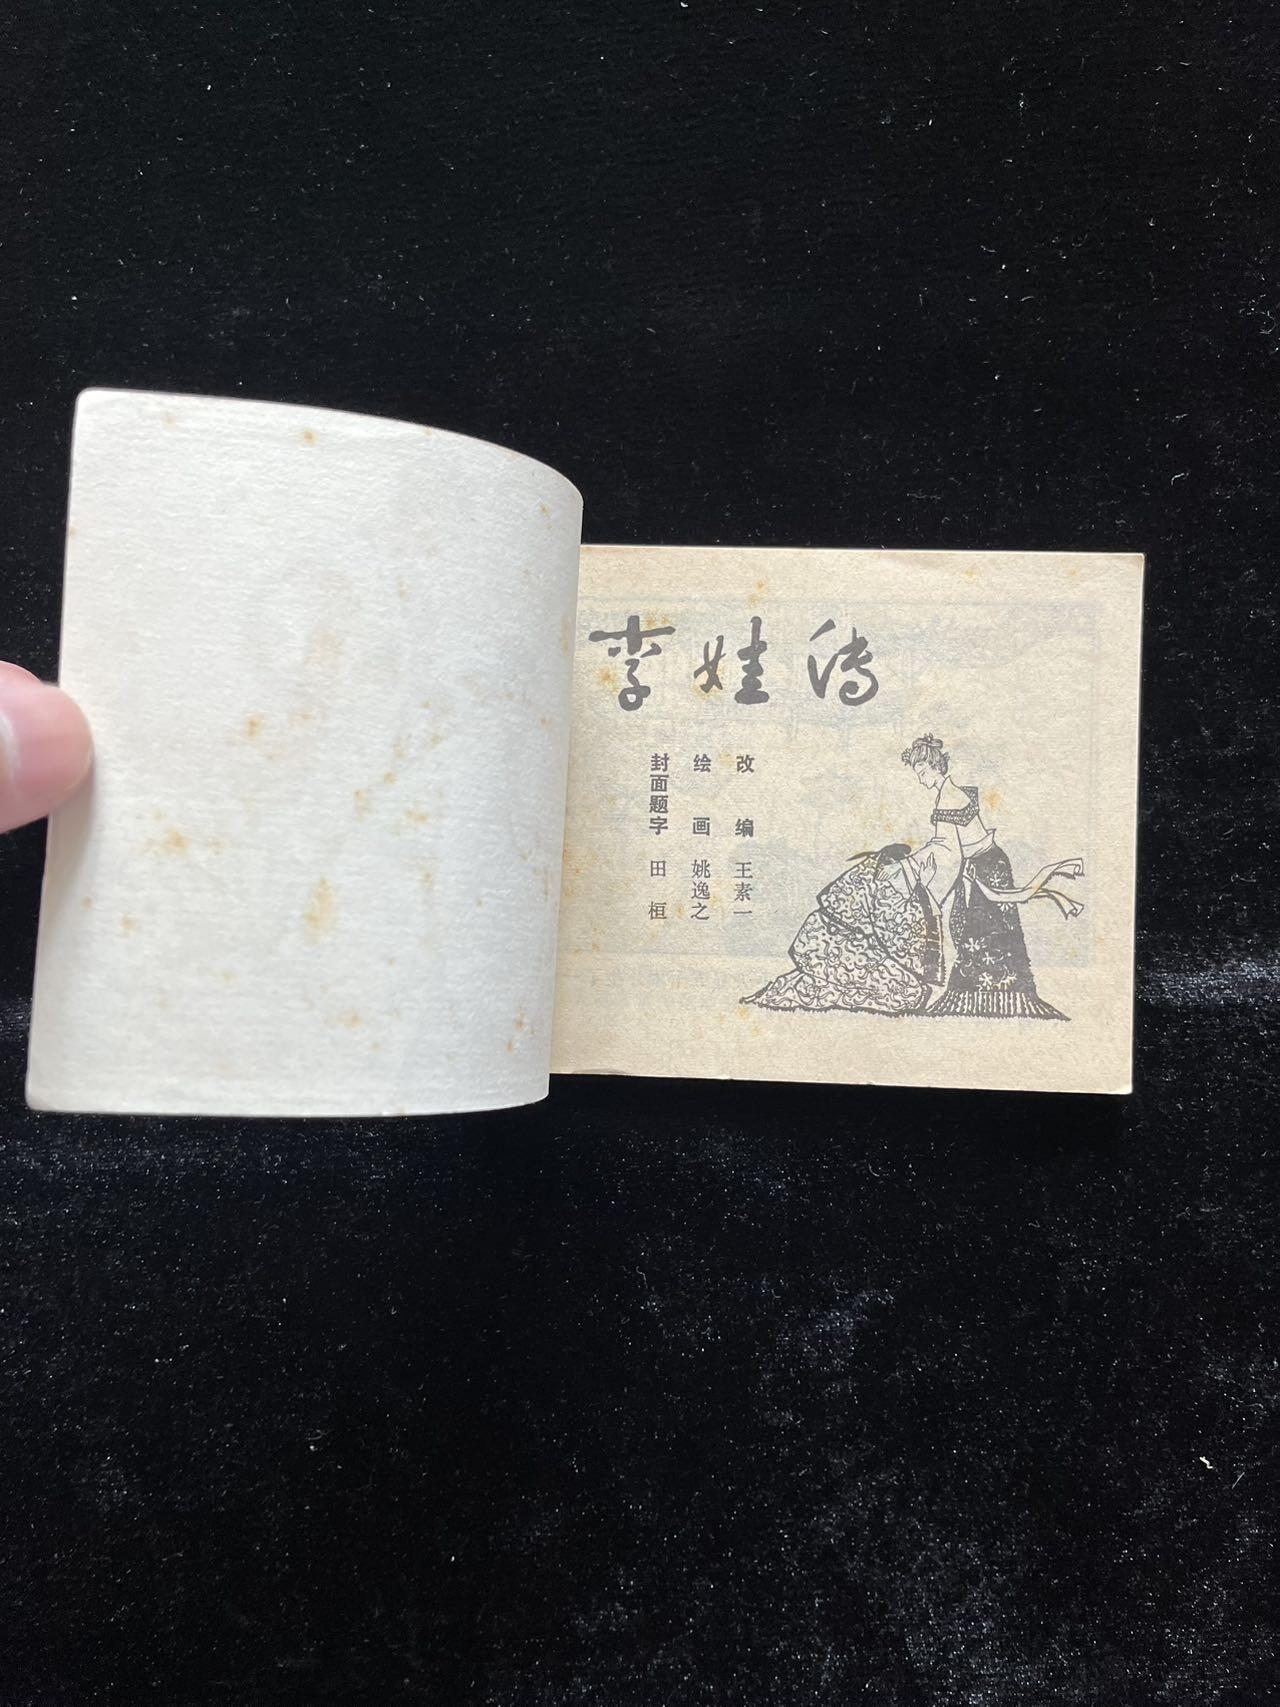 李娃传
改编 王素一
绘画 姚逸之
封面题字 田桓